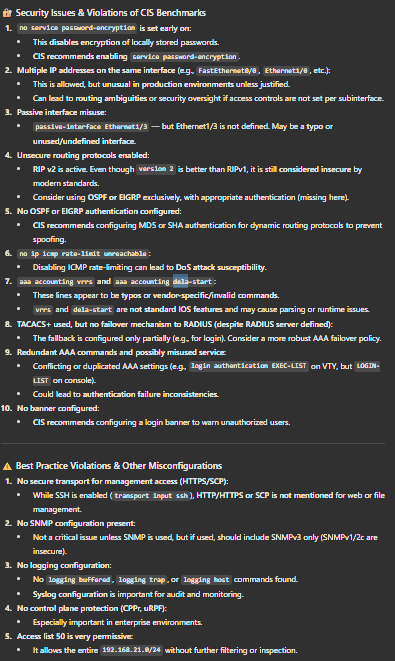 🔐 Security Issues & Violations of CIS Benchmarks
1. no service password-encryption is set early on:
• This disables encryption of locally stored passwords.
• CIS recommends enabling service password-encryption.
2. Multiple IP addresses on the same interface (e.g., FastEthernet0/0, Ethernet1/0, etc.):
• This is allowed, but unusual in production environments unless justified.
• Can lead to routing ambiguities or security oversight if access controls are not set per subinterface.
3. Passive interface misuse:
• passive-interface Ethernet1/3 — but Ethernet1/3 is not defined. May be a typo or
unused/undefined interface.
4. Unsecure routing protocols enabled:
• RIP v2 is active. Even though version 2 is better than RIPv1, it is still considered insecure by
modern standards.
• Consider using OSPF or EIGRP exclusively, with appropriate authentication (missing here).
5. No OSPF or EIGRP authentication configured:
• CIS recommends configuring MD5 or SHA authentication for dynamic routing protocols to prevent
spoofing.
6. no ip icmp rate-limit unreachable:
• Disabling ICMP rate-limiting can lead to DoS attack susceptibility.
7. aaa accounting vrrs and aaa accounting dela-start:
• These lines appear to be typos or vendor-specific/invalid commands.
• vrrs and dela-start are not standard IOS features and may cause parsing or runtime issues.
8. TACACS+ used, but no failover mechanism to RADIUS (despite RADIUS server defined):
• The fallback is configured only partially (e.g., for login). Consider a more robust AAA failover policy.
9. Redundant AAA commands and possibly misused service:
• Conflicting or duplicated AAA settings (e.g., login authentication EXEC-LIST on VTY, but LOGIN-
LIST on console).
• Could lead to authentication failure inconsistencies.
10. No banner configured:
• CIS recommends configuring a login banner to warn unauthorized users.
⚠️ Best Practice Violations & Other Misconfigurations
1. No secure transport for management access (HTTPS/SCP):
• While SSH is enabled (transport input ssh), HTTP/HTTPS or SCP is not mentioned for web or file
management.
2. No SNMP configuration present:
• Not a critical issue unless SNMP is used, but if used, should include SNMPv3 only (SNMPv1/2c are
insecure).
3. No logging configuration:
• No logging buffered, logging trap, or logging host commands found.
• Syslog configuration is important for audit and monitoring.
4. No control plane protection (CPPr, uRPF):
• Especially important in enterprise environments.
5. Access list 50 is very permissive:
• It allows the entire 192.168.21.0/24 without further filtering or inspection.